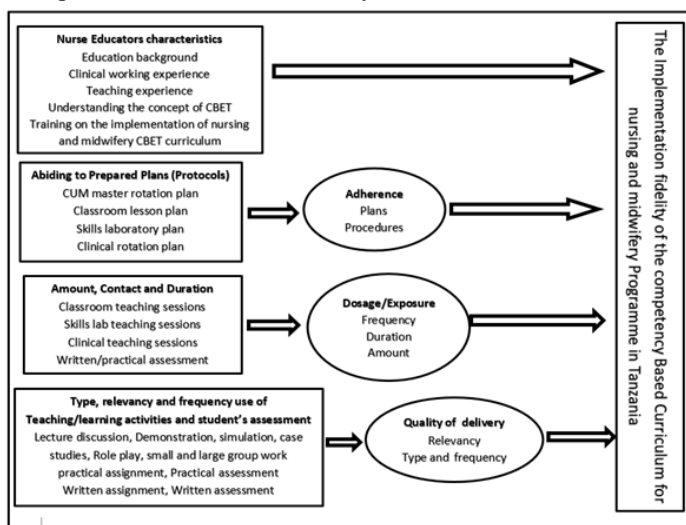 Nurse Educators characteristics
Education background
Clinical working experience
Teaching experience
Understanding the concept of CBET
Training on the implementation of nursing
and midwifery CBET curriculum
Abiding to Prepared Plans (Protocols)
CUM master rotation plan
Classroom lesson plan
Skills laboratory plan
Clinical rotation plan
Adherence
Plans
Procedures
Amount, Contact and Duration
Classroom teaching sessions
Skills lab teaching sessions
Clinical teaching sessions
Written/practical assessment
Dosage/Exposure
Frequency
Duration
Amount
Type, relevancy and frequency use of
Teaching/learning activities and student's assessment
Lecture discussion, Demonstration, simulation, case
studies, Role play, small and large group work
practical assignment, Practical assessment
Written assignment, Written assessment
Quality of delivery
Relevancy
Type and frequency
The Implementation fidelity of the competency Based Curriculum for
nursing and midwifery Programme in Tanzania